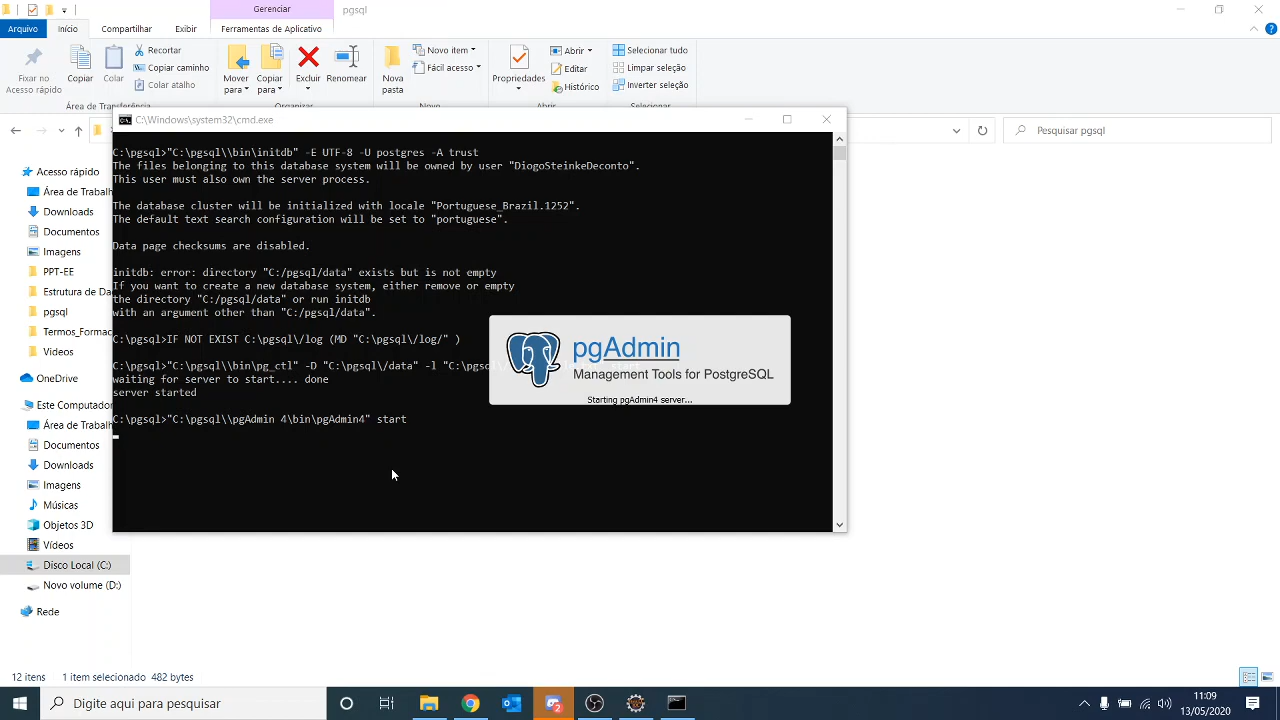 Gerenciar
pgsql
Arquivo
Início
Compartilhar
Exibir
Ferramentas de Aplicativo
Fixar no
Acesso rápido
Copiar
Colar
Recortar
Copiar caminho
Colar atalho
Área de Transferência
Mover
para
Copiar
para
Excluir
Renomear
Organizar
Nova
pasta
Novo item
Fácil acesso
Novo
Propriedades
Abrir
Editar
Histórico
Abrir
Selecionar tudo
Limpar seleção
Inverter seleção
Selecionar
Pesquisar pgsql
C:\Windows\system32\cmd.exe
C:\pgsql>"C:\pgsql\\bin\initdb" -E UTF-8 -U postgres -A trust
The files belonging to this database system will be owned by user "DiogoSteinkeDeconto".
This user must also own the server process.
The database cluster will be initialized with locale "Portuguese_Brazil.1252".
The default text search configuration will be set to "portuguese".
Data page checksums are disabled.
initdb: error: directory "C:/pgsql/data" exists but is not empty
If you want to create a new database system, either remove or empty
the directory "C:/pgsql/data" or run initdb
with an argument other than "C:/pgsql/data".
C:\pgsql>IF NOT EXIST C:\pgsql\/log (MD "C:\pgsql\/log/" )
C:\pgsql>"C:\pgsql\\bin\pg_ctl" -D "C:\pgsql\/data" -l "C:\pgsql\/ start
waiting for server to start.... done
server started
C:\pgsql>"C:\pgsql\\pgAdmin 4\bin\pgAdmin4" start
pgAdmin
Management Tools for PostgreSQL
Starting pgAdmin4 server...
Acesso rápido
Área de Trabalh
Downloads
Documentos
Imagens
PPT-EE
Estrutura de Da
pgsql
Termos_Formac
Videos
OneDrive
Este Computador
Área de Trabalh
Documentos
Downloads
Imagens
Músicas
Objetos 3D
Vídeos
Disco Local (C:)
Novo volume (D:)
Rede
12 itens
1 item selecionado 482 bytes
Digite aqui para pesquisar
2
11:09
13/05/2020